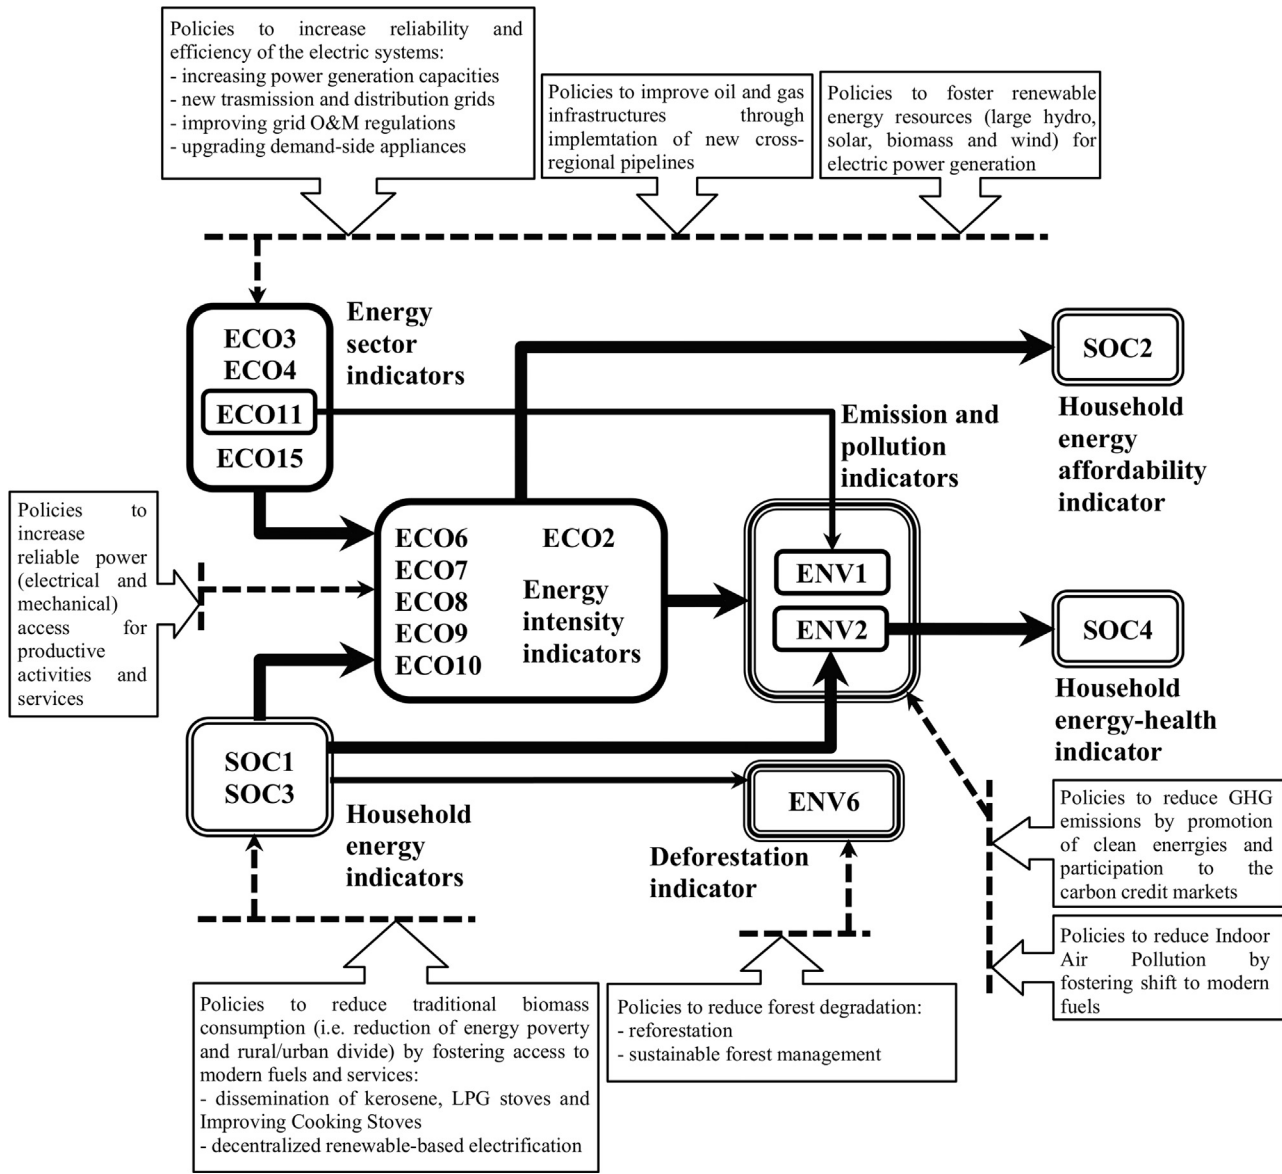 Policies to increase reliability and
efficiency of the electric systems:
- increasing power generation capacities
- new trasmission and distribution grids
- improving grid O&M regulations
- upgrading demand-side appliances
Policies to improve oil and gas
infrastructures through
implemtation of new cross-
regional pipelines
Policies to foster renewable
energy resources (large hydro,
solar, biomass and wind) for
electric power generation
ECO3
ECO4
ECO11
ECO15
Energy
sector
indicators
SOC2
Household
energy
affordability
indicator
Emission and
pollution
indicators
Policies to
increase
reliable power
(electrical and
mechanical)
access for
productive
activities and
services
ECO6
ECO7
ECO8
ECO9
ECO10
ECO2
Energy
intensity
indicators
ENV1
ENV2
SOC4
Household
energy-health
indicator
SOC1
SOC3
Household
energy
indicators
ENV6
Deforestation
indicator
Policies to reduce GHG
emissions by promotion
of clean enerrgies and
participation to the
carbon credit markets
Policies to reduce Indoor
Air Pollution by
fostering shift to modern
fuels
Policies to reduce traditional biomass
consumption (i.e. reduction of energy poverty
and rural/urban divide) by fostering access to
modern fuels and services:
- dissemination of kerosene, LPG stoves and
Improving Cooking Stoves
- decentralized renewable-based electrification
Policies to reduce forest degradation:
- reforestation
- sustainable forest management